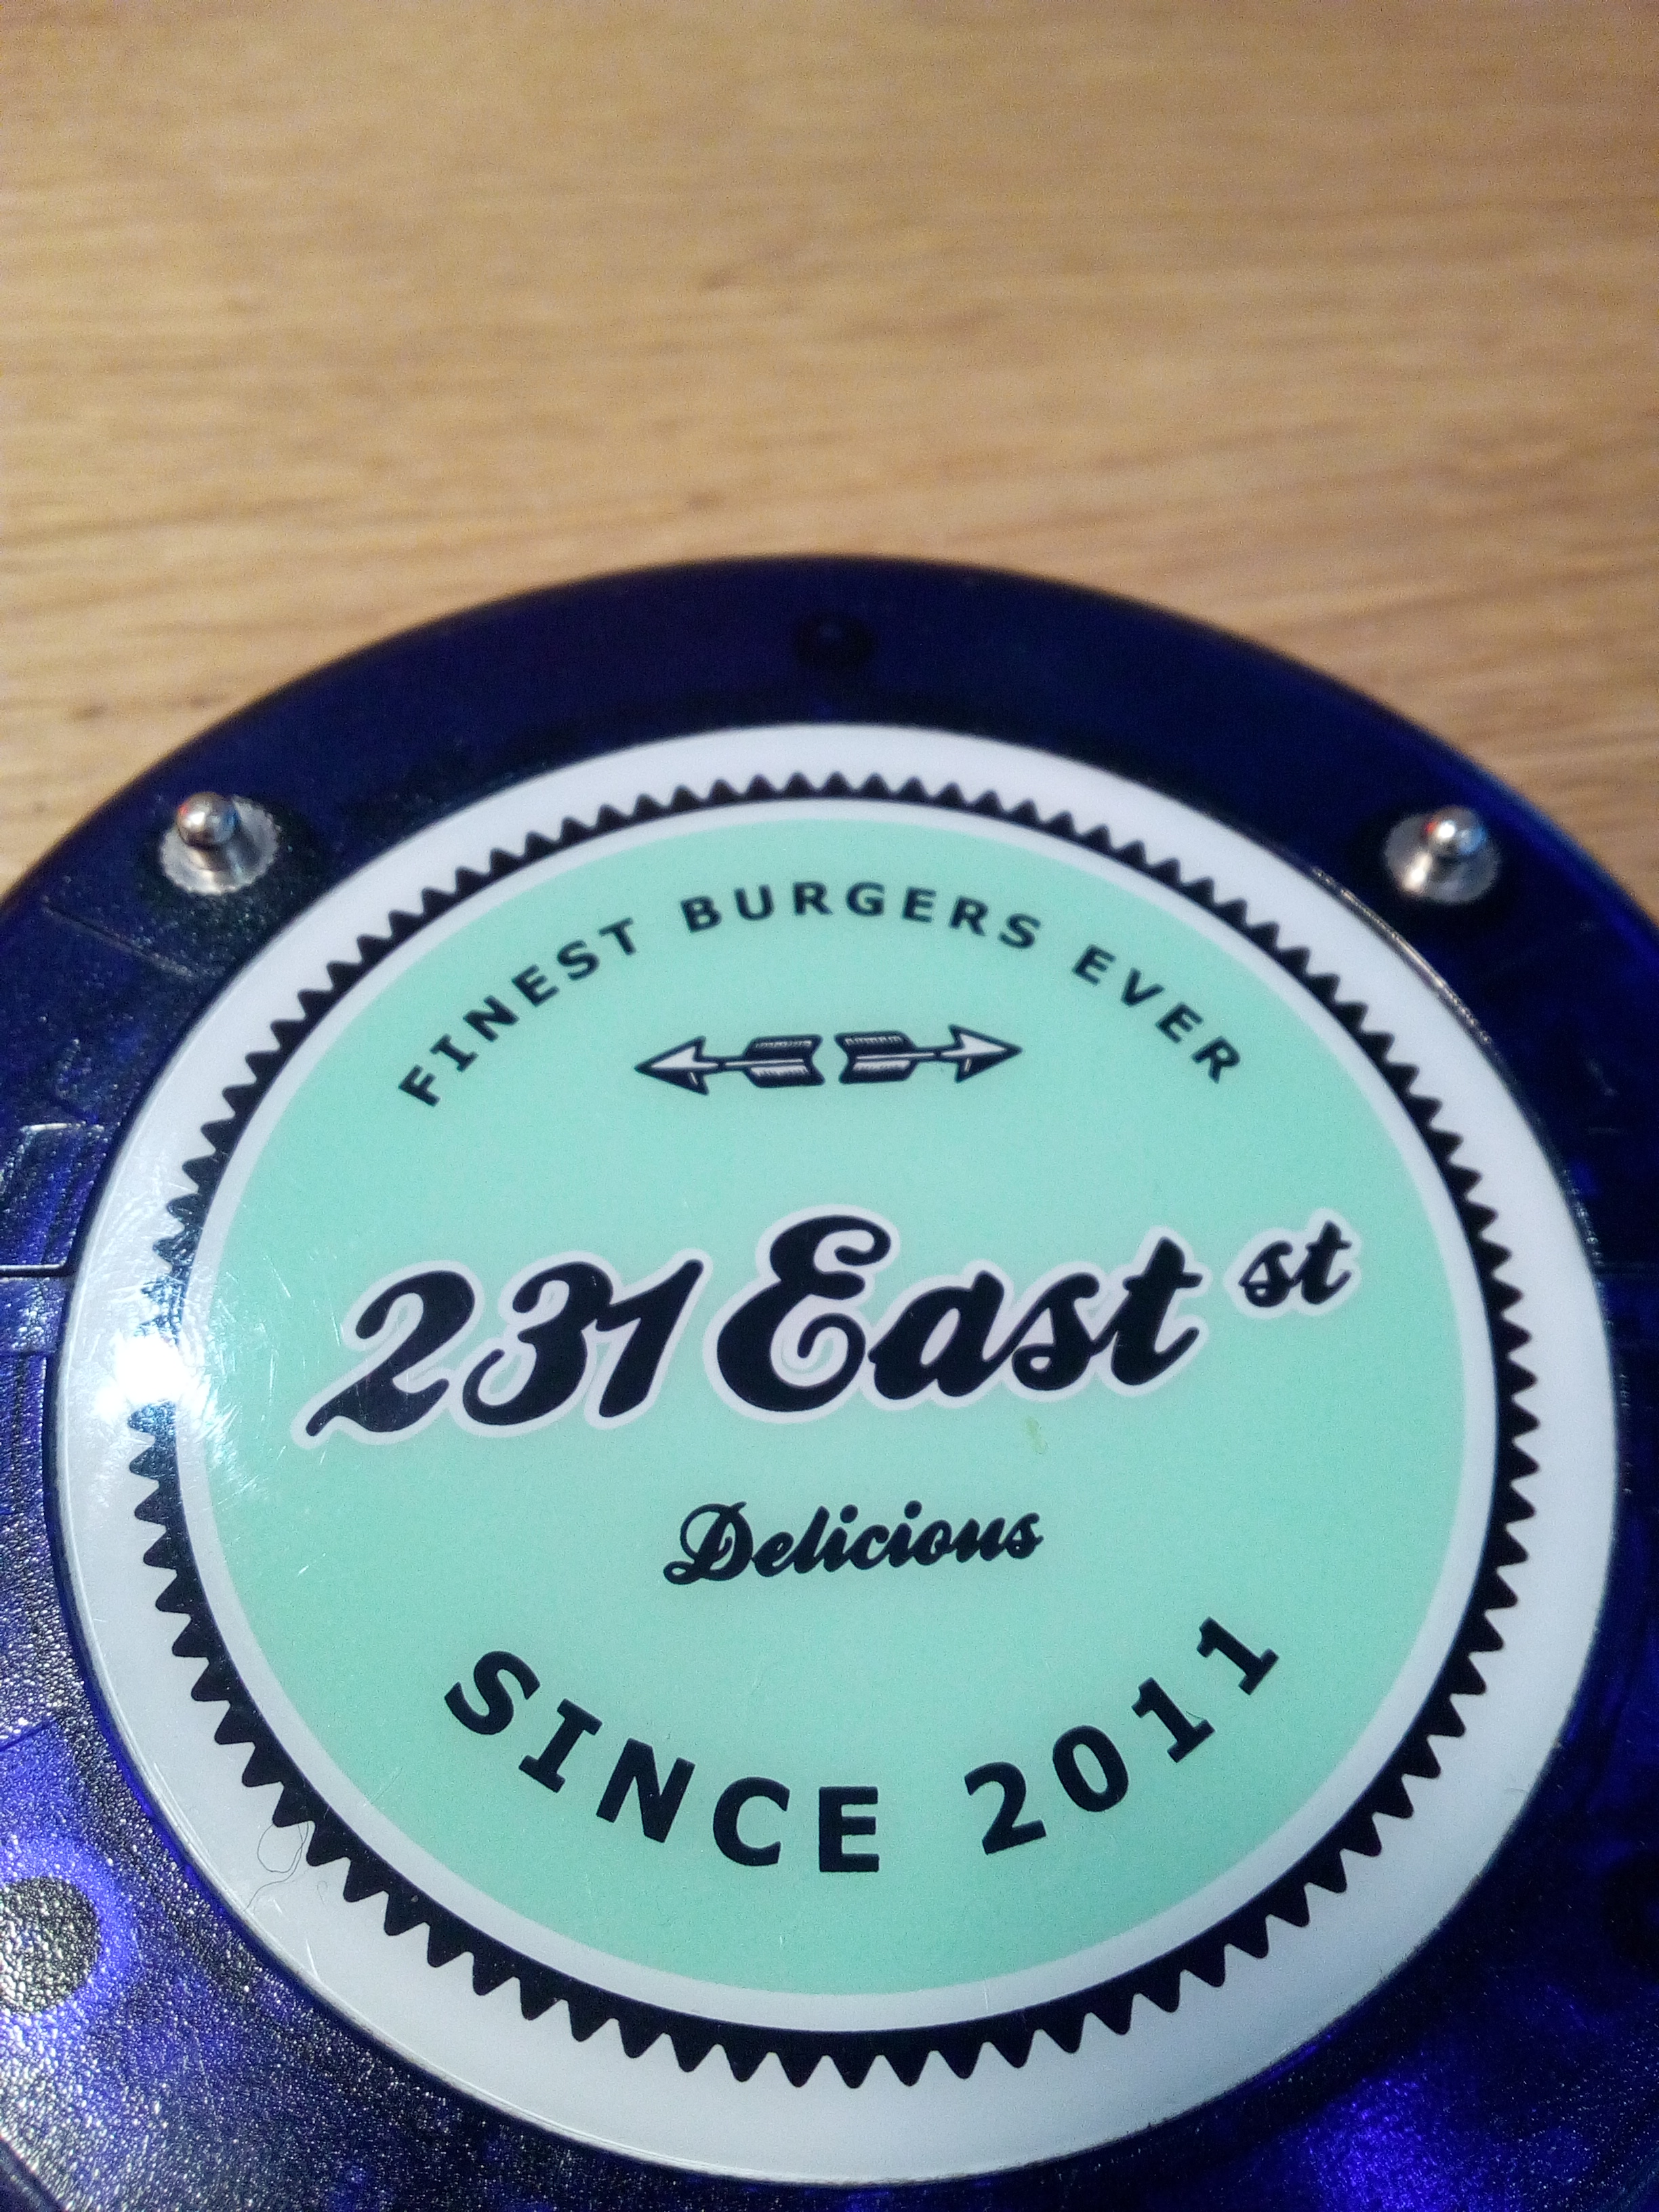 FINEST BURGERS EVER
231 East st
Delicious
SINCE 2011